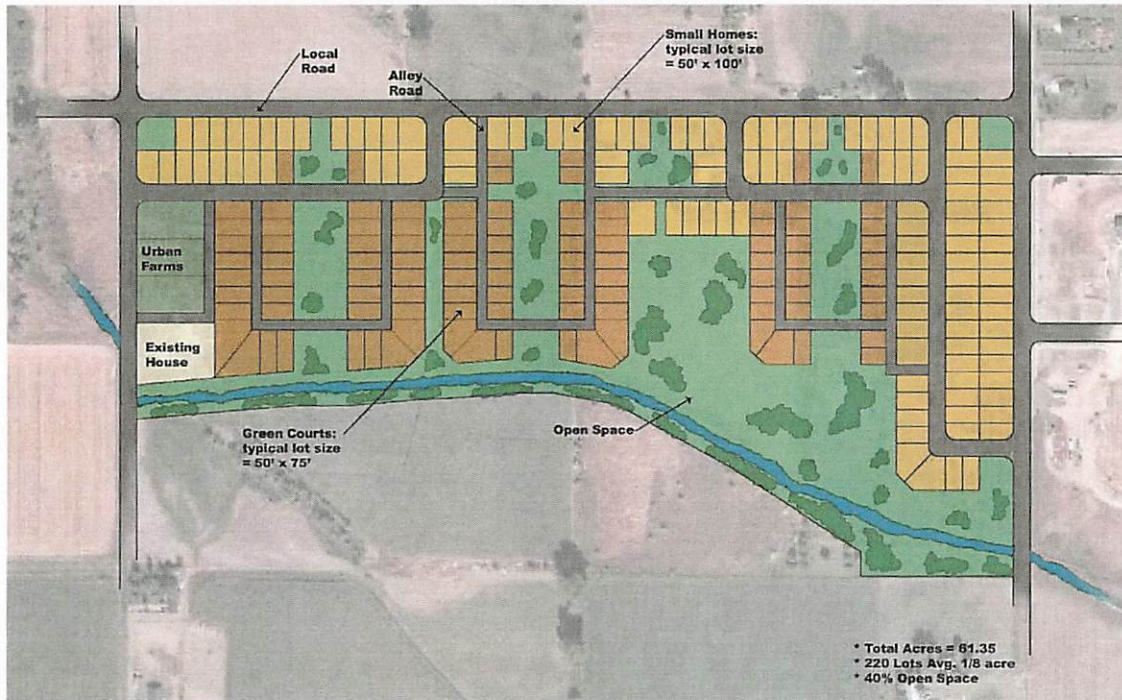 Local
Road
Alley
Road
Small Homes:
typical lot size
= 50' x 100'
Urban
Farms
Existing
House
Green Courts:
typical lot size
= 50' x 75'
Open Space
* Total Acres = 61.35
* 220 Lots Avg. 1/8 acre
* 40% Open Space